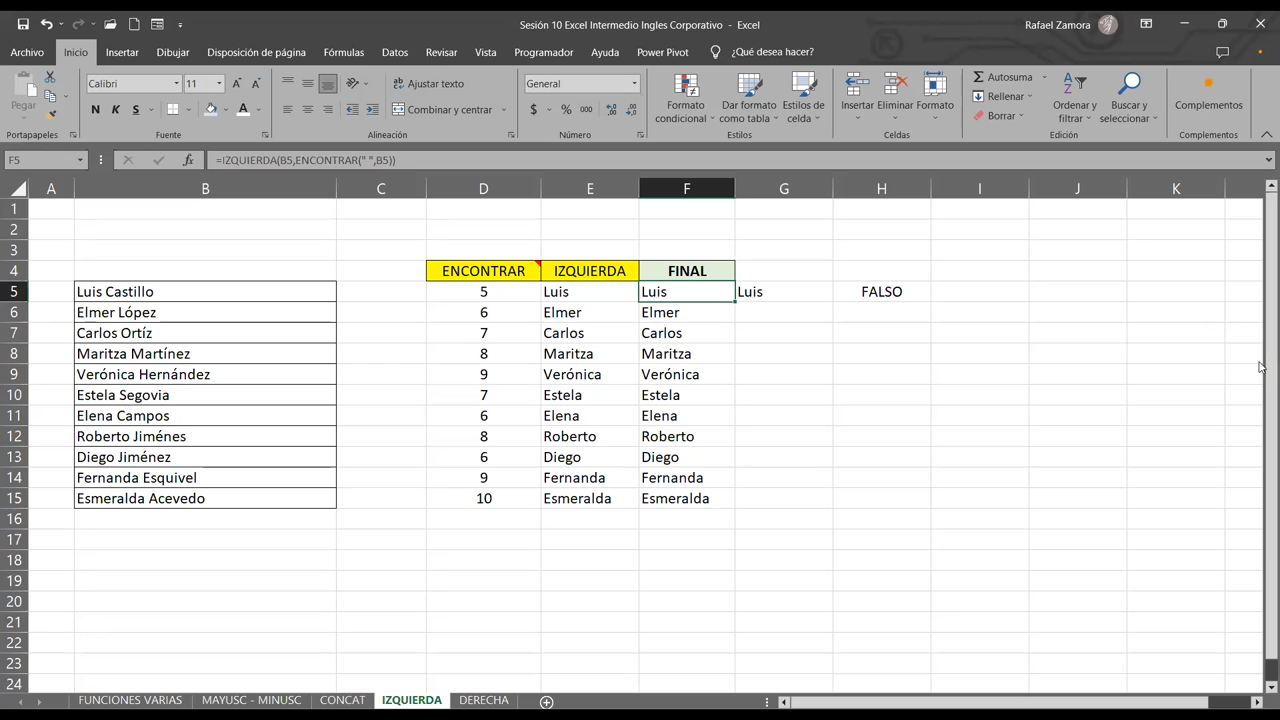 Sesión 10 Excel Intermedio Ingles Corporativo - Excel
Rafael Zamora
Archivo Inicio Insertar Dibujar Disposición de página Fórmulas Datos Revisar Vista Programador Ayuda Power Pivot ¿Qué desea hacer?
Pegar
Calibri 11
N K S
Ajustar texto
Combinar y centrar
General
$ % 000
Formato condicional
Dar formato como tabla
Estilos de celda
Insertar Eliminar Formato
Autosuma
Rellenar
Borrar
Ordenar y filtrar
Buscar y seleccionar
Complementos
Portapapeles Fuente Alineación Número Estilos Celdas Edición Complementos
F5 fx =IZQUIERDA(B5,ENCONTRAR(" ",B5))
A B C D E F G H I J K
1
2
3
4 ENCONTRAR IZQUIERDA FINAL
5 Luis Castillo 5 Luis Luis Luis FALSO
6 Elmer López 6 Elmer Elmer
7 Carlos Ortíz 7 Carlos Carlos
8 Maritza Martínez 8 Maritza Maritza
9 Verónica Hernández 9 Verónica Verónica
10 Estela Segovia 7 Estela Estela
11 Elena Campos 6 Elena Elena
12 Roberto Jiménes 8 Roberto Roberto
13 Diego Jiménez 6 Diego Diego
14 Fernanda Esquivel 9 Fernanda Fernanda
15 Esmeralda Acevedo 10 Esmeralda Esmeralda
16
17
18
19
20
21
22
23
24
FUNCIONES VARIAS MAYUSC - MINUSC CONCAT IZQUIERDA DERECHA